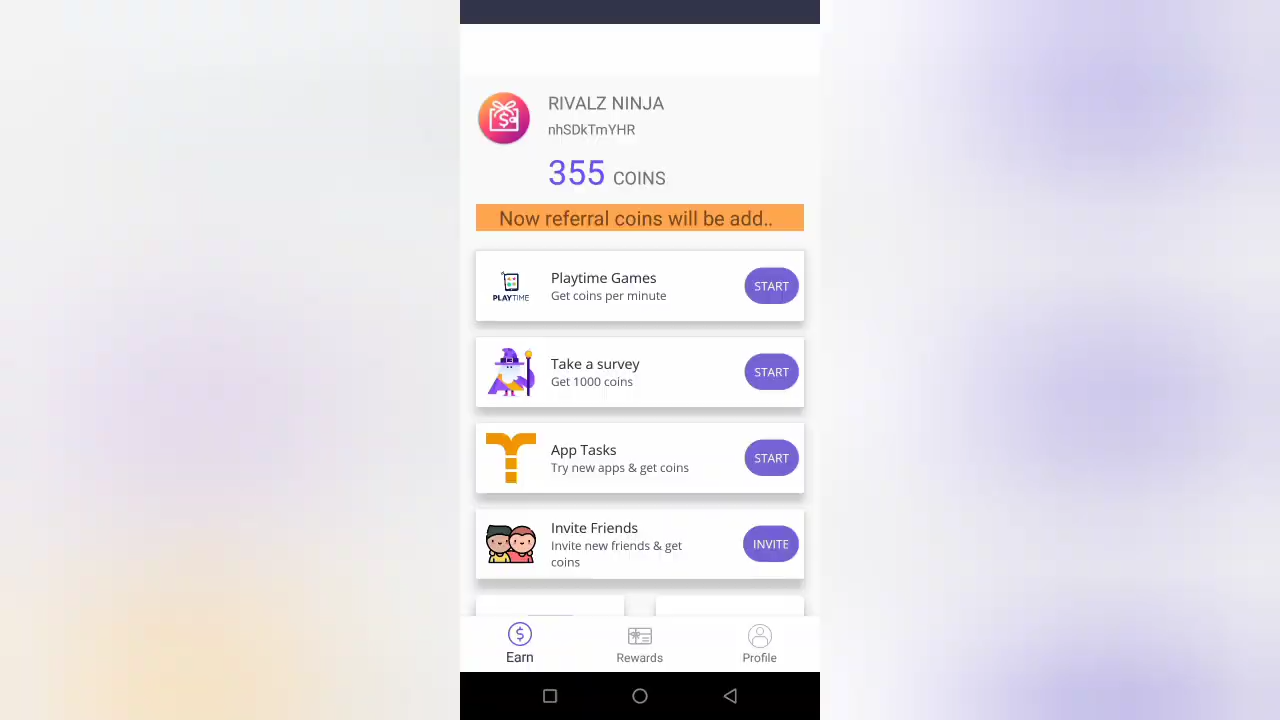 RIVALZ NINJA
nhSDkTmYHR
355 COINS
Now referral coins will be add..
PLAYTIME
Playtime Games
Get coins per minute
START
Take a survey
Get 1000 coins
START
App Tasks
Try new apps & get coins
START
Invite Friends
Invite new friends & get
coins
INVITE
Earn
Rewards
Profile